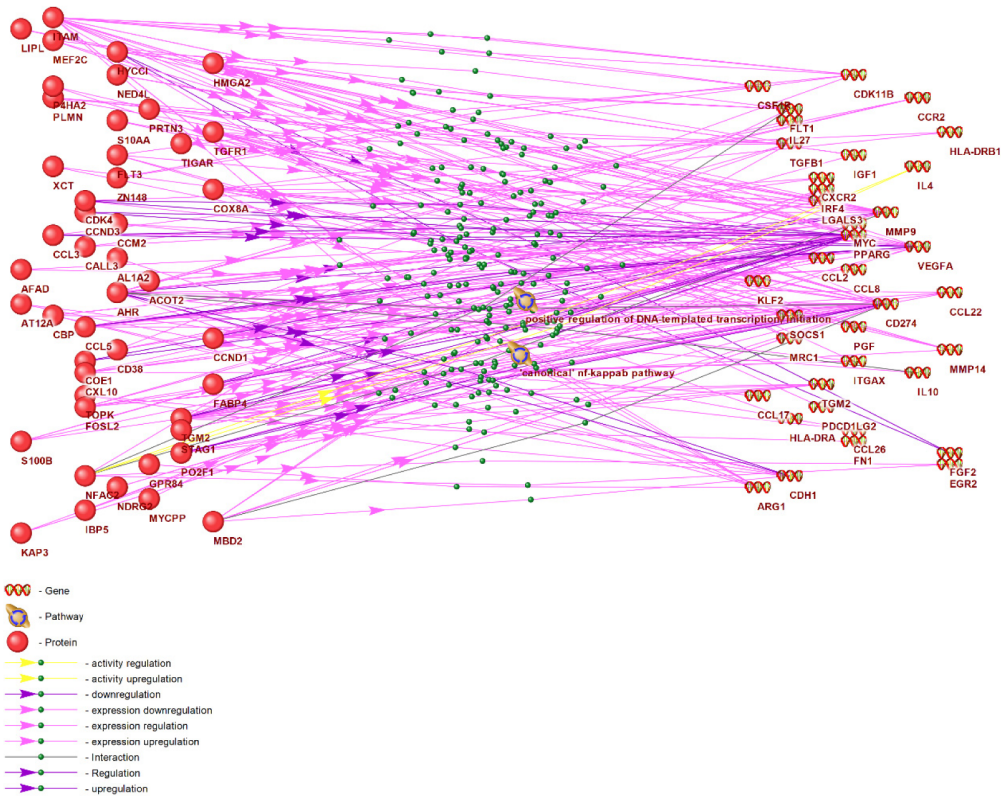 ITAM
LIPL
MEF2C
HYCCI
HMGA2
NED4L
P4HA2
PLMN
PRTN3
S10AA
TGFR1
TIGAR
FLT3
XCT
ZN148
COX8A
CDK4
CCND3
CCM2
CCL3
CALL3
AL1A2
AFAD
ACOT2
AHR
AT12A
CBP
CCL5
CCND1
CD38
COE1
CXL10
FABP4
TOPK
FOSL2
TGM2
STAG1
S100B
PO2F1
GPR84
NFAC2
NDRG2
MYCPP
IBP5
MBD2
KAP3
positive regulation of DNA-templated transcription, initiation
'canonical' nf-kappab pathway
CDK11B
CSF1R
CCR2
FLT1
IL27
HLA-DRB1
TGFB1
IGF1
IL4
CXCR2
IRF4
LGALS3
MMP9
MYC
PPARG
VEGFA
CCL2
CCL8
KLF2
CCL22
CD274
SOCS1
PGF
MRC1
MMP14
ITGAX
IL10
TGM2
CCL17
PDCD1LG2
HLA-DRA
CCL26
FN1
FGF2
EGR2
CDH1
ARG1
- Gene
- Pathway
- Protein
- activity regulation
- activity upregulation
- downregulation
- expression downregulation
- expression regulation
- expression upregulation
- Interaction
- Regulation
- upregulation